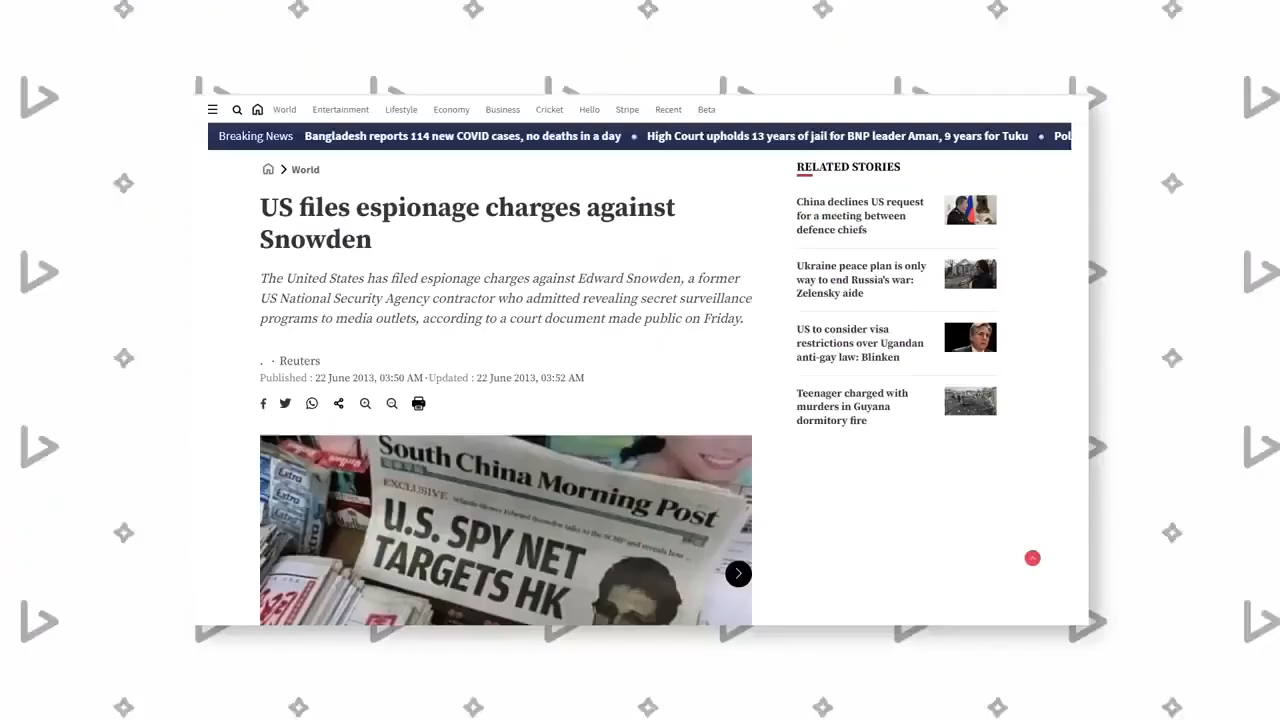 World Entertainment Lifestyle Economy Business Cricket Hello Stripe Recent Beta
Breaking News Bangladesh reports 114 new COVID cases, no deaths in a day • High Court upholds 13 years of jail for BNP leader Aman, 9 years for Tuku • Pol
World
US files espionage charges against
Snowden
The United States has filed espionage charges against Edward Snowden, a former
US National Security Agency contractor who admitted revealing secret surveillance
programs to media outlets, according to a court document made public on Friday.
. · Reuters
Published : 22 June 2013, 03:50 AM · Updated : 22 June 2013, 03:52 AM
South China Morning Post
EXCLUSIVE
U.S. SPY NET
TARGETS HK
Extra
Extra
Extra
RELATED STORIES
China declines US request
for a meeting between
defence chiefs
Ukraine peace plan is only
way to end Russia's war:
Zelensky aide
US to consider visa
restrictions over Ugandan
anti-gay law: Blinken
Teenager charged with
murders in Guyana
dormitory fire